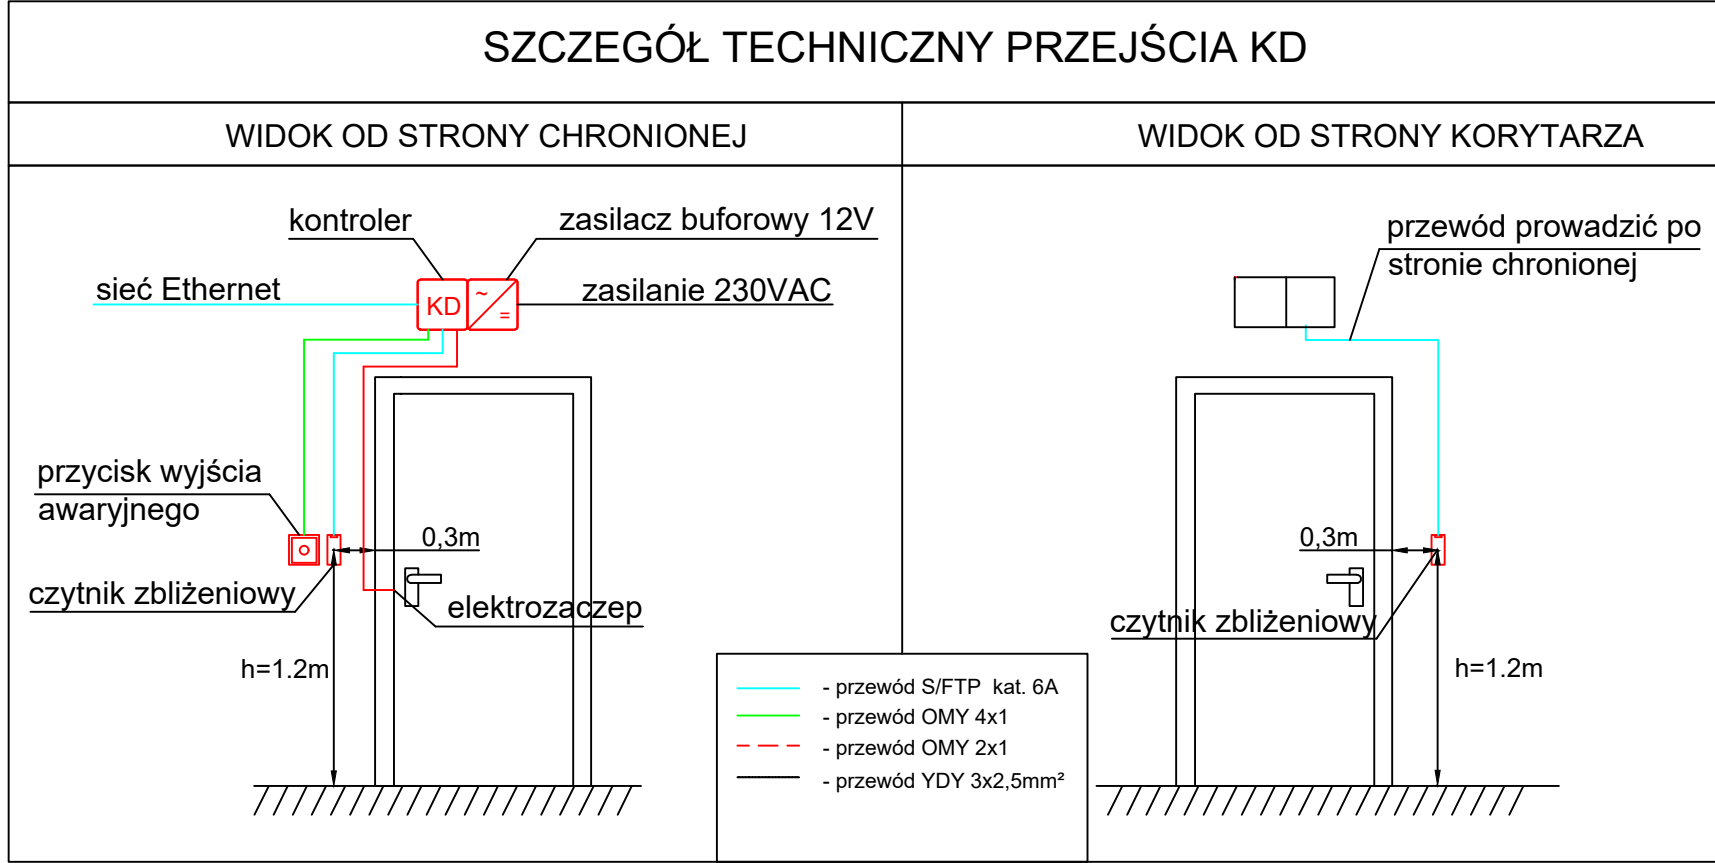 SZCZEGÓŁ TECHNICZNY PRZEJŚCIA KD
WIDOK OD STRONY CHRONIONEJ
WIDOK OD STRONY KORYTARZA
kontroler
zasilacz buforowy 12V
sieć Ethernet
KD
~
=
zasilanie 230VAC
przycisk wyjścia
awaryjnego
0,3m
czytnik zbliżeniowy
elektrozaczep
h=1.2m
przewód prowadzić po
stronie chronionej
0,3m
czytnik zbliżeniowy
h=1.2m
- przewód S/FTP kat. 6A
- przewód OMY 4x1
- przewód OMY 2x1
- przewód YDY 3x2,5mm²